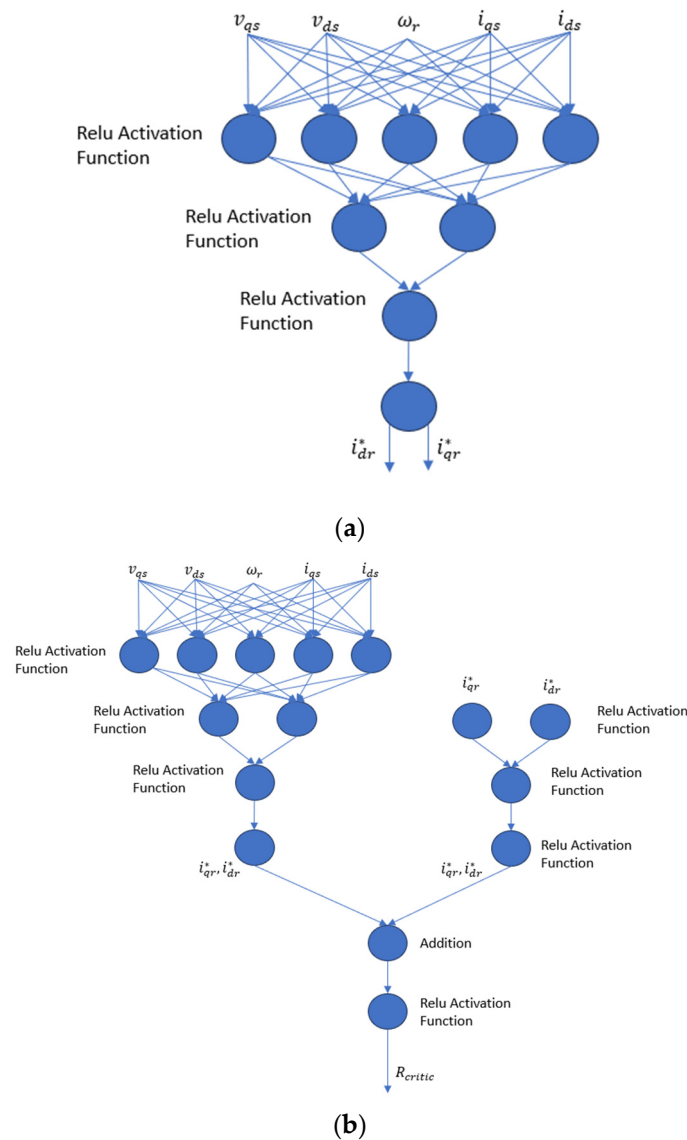 v_qs v_ds ω_r i_qs i_ds
Relu Activation
Function
Relu Activation
Function
Relu Activation
Function
i*_dr i*_qr
(a)
v_qs v_ds ω_r i_qs i_ds
Relu Activation
Function
i*_qr i*_dr
Relu Activation
Function
Relu Activation
Function
Relu Activation
Function
Relu Activation
Function
Relu Activation
Function
i*_qr, i*_dr
i*_qr, i*_dr
Addition
Relu Activation
Function
R_critic
(b)